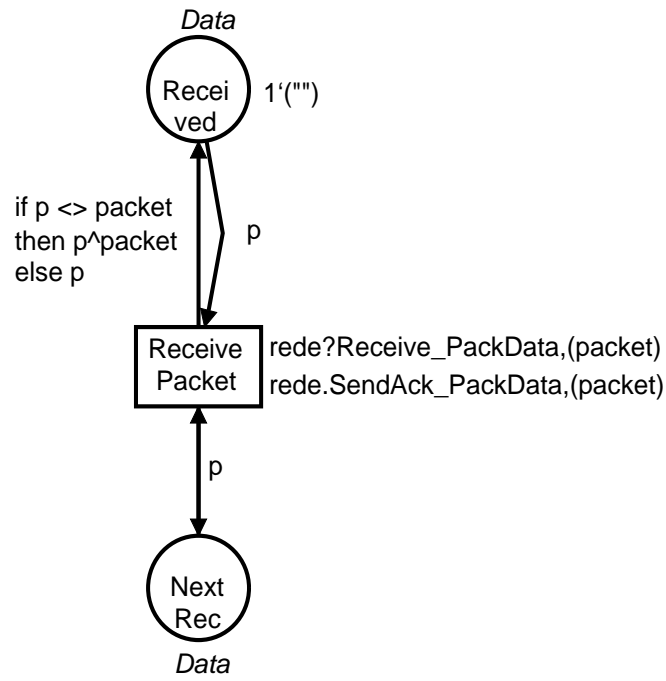 Data
Recei
ved
1‘("")
if p <> packet
then p^packet
else p
p
Receive
Packet
rede?Receive_PackData,(packet)
rede.SendAck_PackData,(packet)
p
Next
Rec
Data